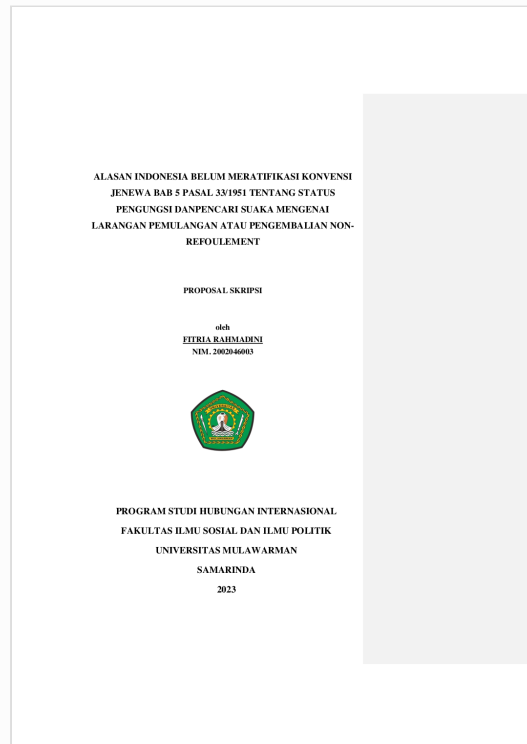 ALASAN INDONESIA BELUM MERATIFIKASI KONVENSI
JENEWA BAB 5 PASAL 33/1951 TENTANG STATUS
PENGUNGSI DANPENCARI SUAKA MENGENAI
LARANGAN PEMULANGAN ATAU PENGEMBALIAN NON-
REFOULEMENT
PROPOSAL SKRIPSI
oleh
FITRIA RAHMADINI
NIM. 2002046003
PROGRAM STUDI HUBUNGAN INTERNASIONAL
FAKULTAS ILMU SOSIAL DAN ILMU POLITIK
UNIVERSITAS MULAWARMAN
SAMARINDA
2023